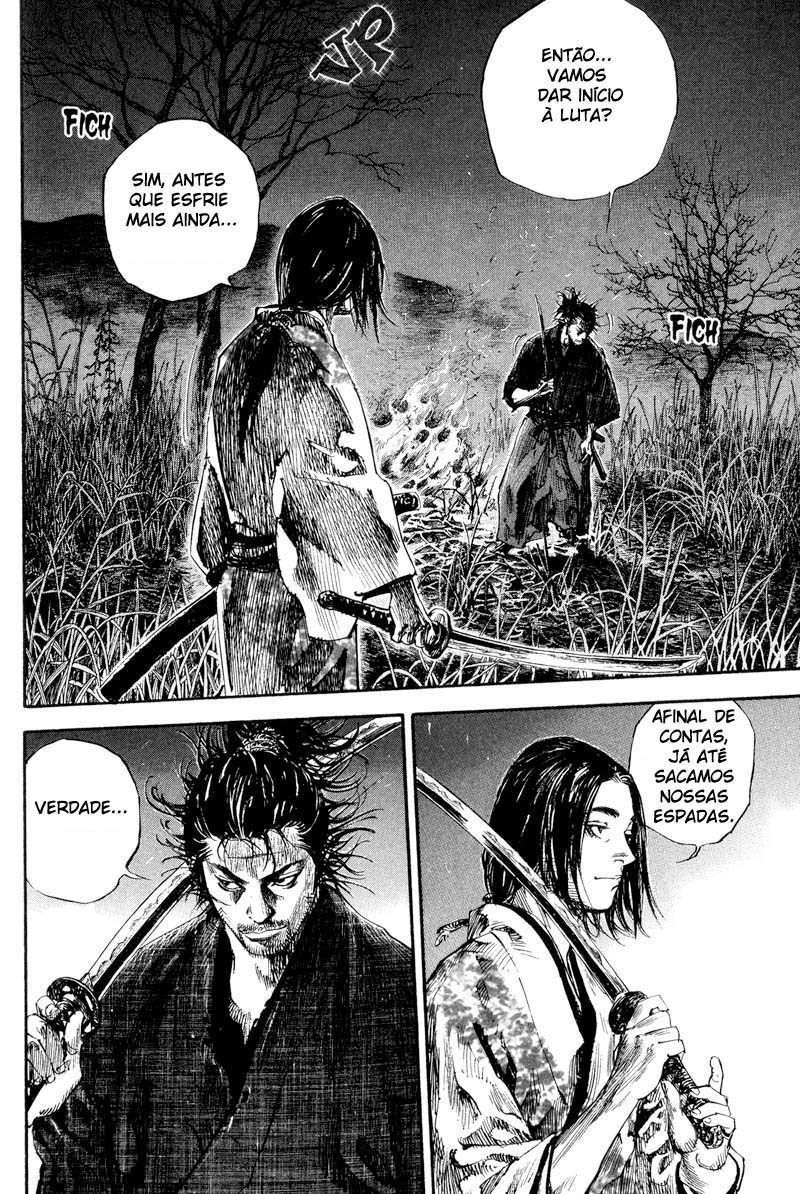 VP
ENTÃO...
VAMOS
DAR INÍCIO
À LUTA?
FICH
SIM, ANTES
QUE ESFRIE
MAIS AINDA...
FICH
AFINAL DE
CONTAS,
JÁ ATÉ
SACAMOS
NOSSAS
ESPADAS.
VERDADE...